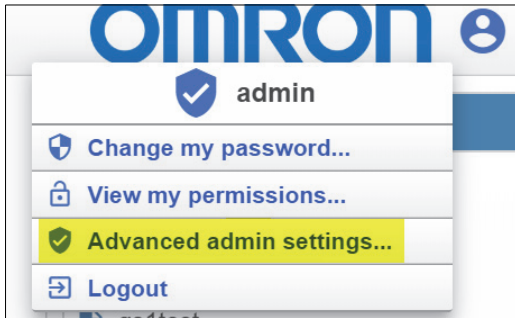 OMRON
admin
Change my password...
View my permissions...
Advanced admin settings...
Logout